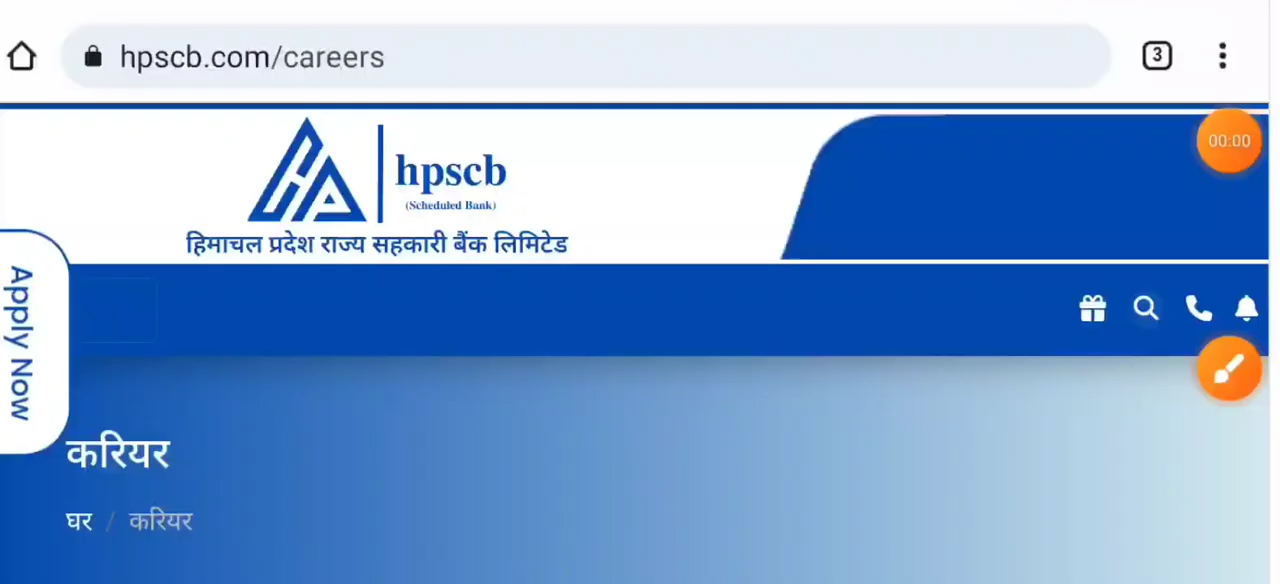 hpscb.com/careers
3
00:00
hpscb
(Scheduled Bank)
हिमाचल प्रदेश राज्य सहकारी बैंक लिमिटेड
Apply Now
करियर
घर / करियर